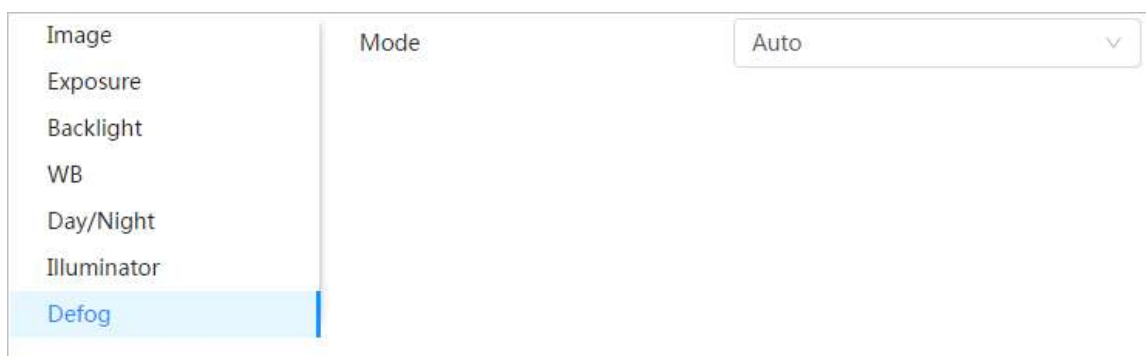 Image
Exposure
Backlight
WB
Day/Night
Illuminator
Defog
Mode
Auto